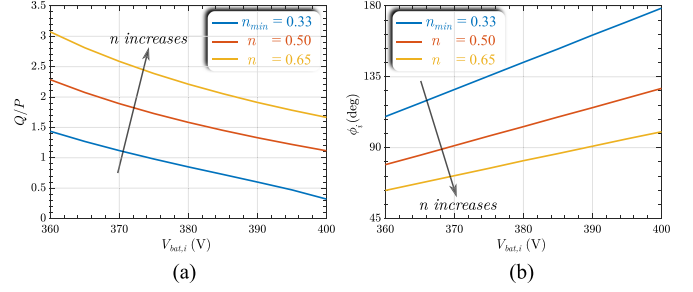 3.5
3
2.5
2
1.5
1
0.5
0
Q/P
n increases
n_min = 0.33
n = 0.50
n = 0.65
360 370 380 390 400
V_bat,i (V)
(a)
180
135
90
45
ϕ_i (deg)
n_min = 0.33
n = 0.50
n = 0.65
n increases
360 370 380 390 400
V_bat,i (V)
(b)